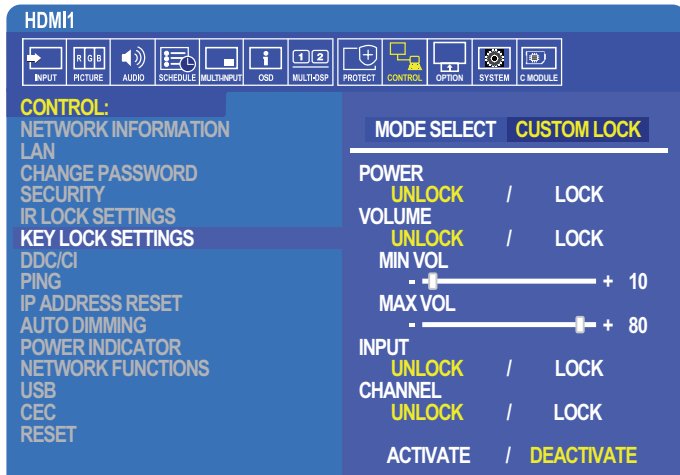 HDMI1
INPUT RGB PICTURE AUDIO SCHEDULE MULTI-INPUT i OSD 1 2 MULTI-DSP PROTECT CONTROL OPTION SYSTEM C MODULE
CONTROL:
NETWORK INFORMATION
LAN
CHANGE PASSWORD
SECURITY
IR LOCK SETTINGS
KEY LOCK SETTINGS
DDC/CI
PING
IP ADDRESS RESET
AUTO DIMMING
POWER INDICATOR
NETWORK FUNCTIONS
USB
CEC
RESET
MODE SELECT CUSTOM LOCK
POWER
UNLOCK / LOCK
VOLUME
UNLOCK / LOCK
MIN VOL
- + 10
MAX VOL
- + 80
INPUT
UNLOCK / LOCK
CHANNEL
UNLOCK / LOCK
ACTIVATE / DEACTIVATE